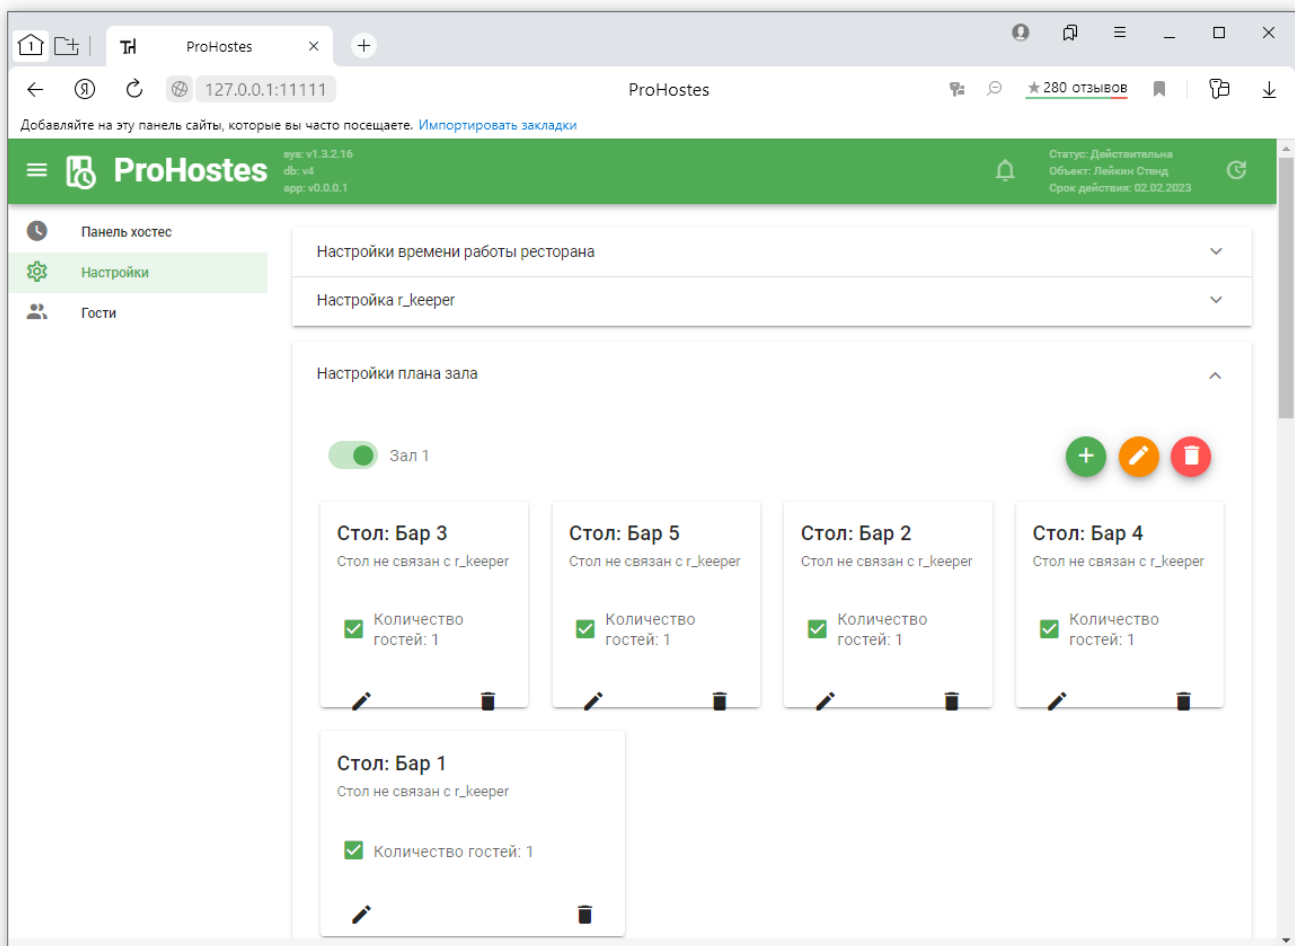 1
ProHostes
Я
127.0.0.1:11111
ProHostes
★ 280 отзывов
Добавляйте на эту панель сайты, которые вы часто посещаете. Импортировать закладки
ProHostes
sys: v1.3.2.16
db: v4
app: v0.0.0.1
Статус: Действительна
Объект: Лейкин Стенд
Срок действия: 02.02.2023
Панель хостес
Настройки
Гости
Настройки времени работы ресторана
Настройка r_keeper
Настройки плана зала
Зал 1
Стол: Бар 3
Стол не связан с r_keeper
Количество
гостей: 1
Стол: Бар 5
Стол не связан с r_keeper
Количество
гостей: 1
Стол: Бар 2
Стол не связан с r_keeper
Количество
гостей: 1
Стол: Бар 4
Стол не связан с r_keeper
Количество
гостей: 1
Стол: Бар 1
Стол не связан с r_keeper
Количество гостей: 1